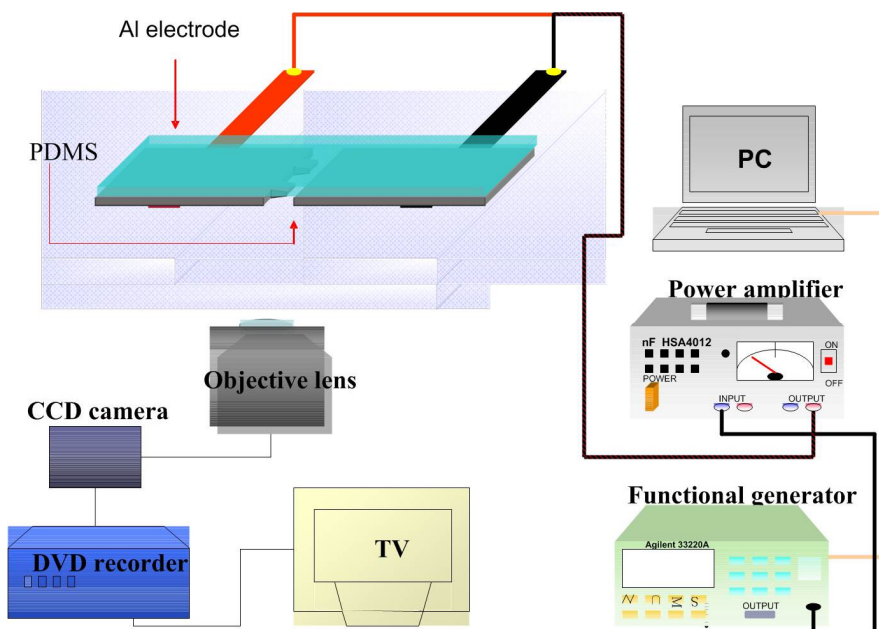 Al electrode
PDMS
PC
Power amplifier
nF HSA4012
ON
POWER
OFF
INPUT
OUTPUT
Objective lens
CCD camera
Functional generator
Agilent 33220A
DVD recorder
TV
W U M S
OUTPUT